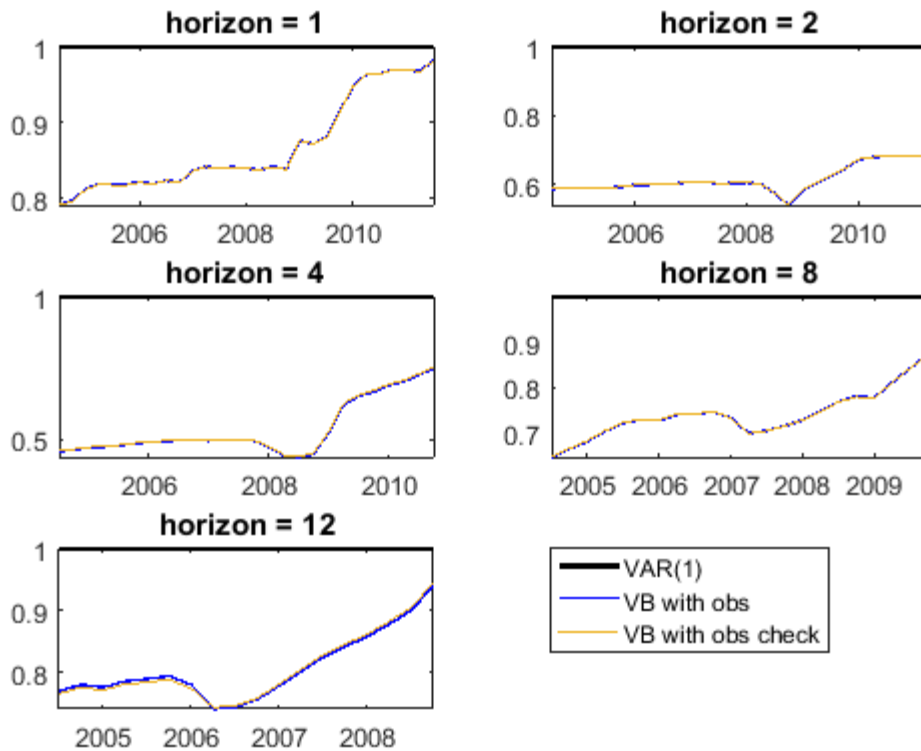 horizon = 1
1
0.9
0.8
2006 2008 2010
horizon = 2
1
0.8
0.6
2006 2008 2010
horizon = 4
1
0.5
2006 2008 2010
horizon = 8
0.9
0.8
0.7
2005 2006 2007 2008 2009
horizon = 12
1
0.9
0.8
2005 2006 2007 2008
VAR(1)
VB with obs
VB with obs check